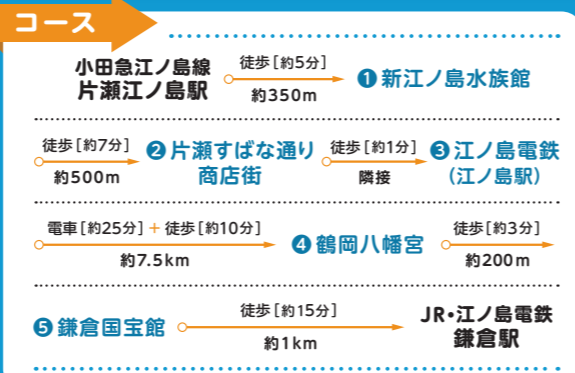 コース
小田急江ノ島線
片瀬江ノ島駅
徒歩[約5分]
約350m
❶新江ノ島水族館
徒歩[約7分]
約500m
❷片瀬すばな通り
商店街
徒歩[約1分]
隣接
❸江ノ島電鉄
(江ノ島駅)
電車[約25分]+徒歩[約10分]
約7.5km
❹鶴岡八幡宮
徒歩[約3分]
約200m
❺鎌倉国宝館
徒歩[約15分]
約1km
JR・江ノ島電鉄
鎌倉駅